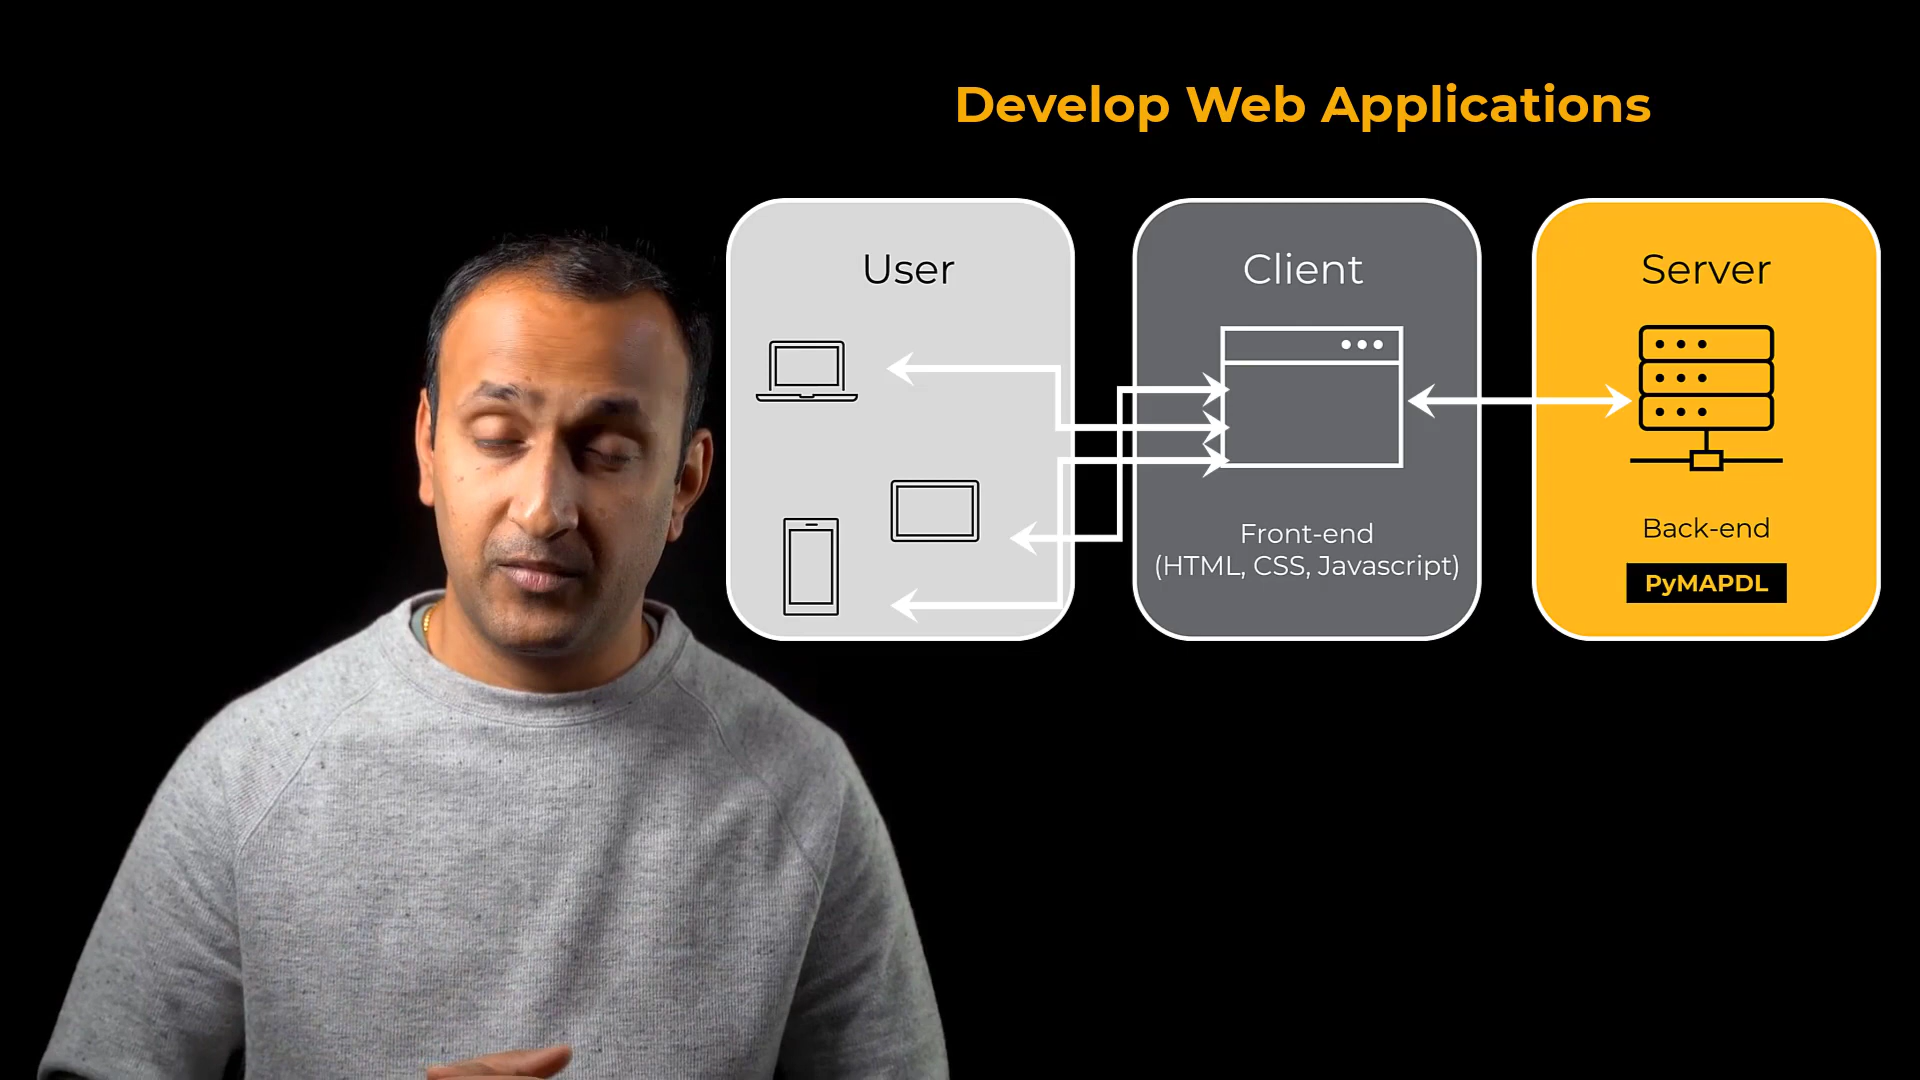 Develop Web Applications
User
Client
Server
Front-end
(HTML, CSS, Javascript)
Back-end
PyMAPDL